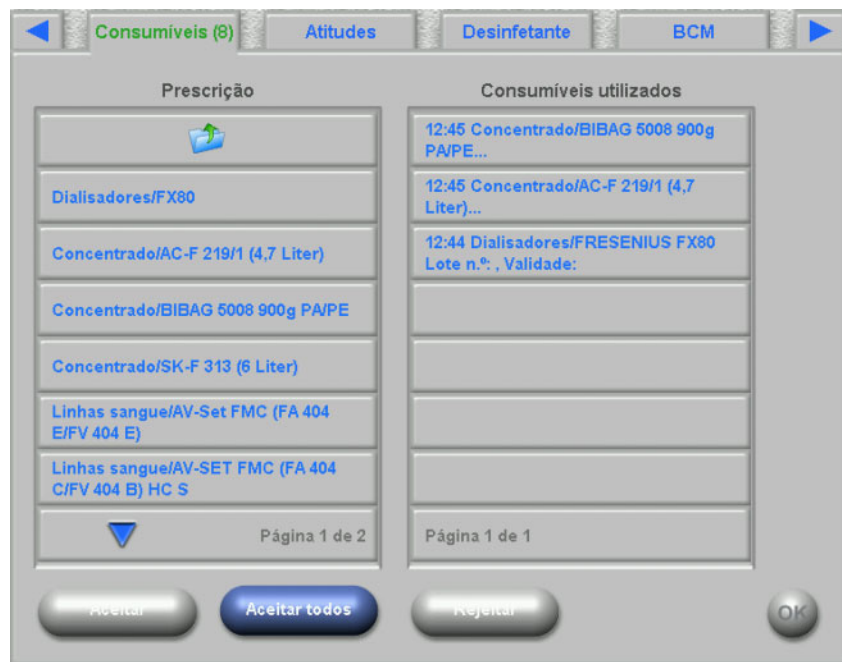 Consumíveis (8)
Atitudes
Desinfetante
BCM
Prescrição
Consumíveis utilizados
Dialisadores/FX80
Concentrado/AC-F 219/1 (4,7 Liter)
Concentrado/BIBAG 5008 900g PA/PE
Concentrado/SK-F 313 (6 Liter)
Linhas sangue/AV-Set FMC (FA 404
E/FV 404 E)
Linhas sangue/AV-SET FMC (FA 404
C/FV 404 B) HC S
Página 1 de 2
12:45 Concentrado/BIBAG 5008 900g
PA/PE...
12:45 Concentrado/AC-F 219/1 (4,7
Liter)...
12:44 Dialisadores/FRESENIUS FX80
Lote n.º: , Validade:
Página 1 de 1
Aceitar
Aceitar todos
Rejeitar
OK